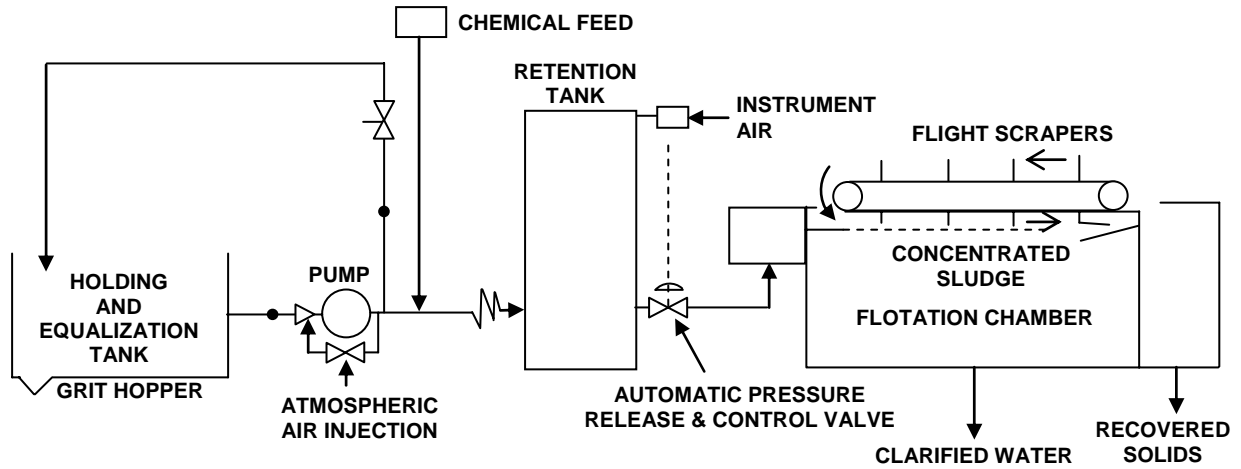 CHEMICAL FEED
RETENTION
TANK
INSTRUMENT
AIR
FLIGHT SCRAPERS
HOLDING
AND
EQUALIZATION
TANK
GRIT HOPPER
PUMP
ATMOSPHERIC
AIR INJECTION
AUTOMATIC PRESSURE
RELEASE & CONTROL VALVE
CONCENTRATED
SLUDGE
FLOTATION CHAMBER
CLARIFIED WATER
RECOVERED
SOLIDS